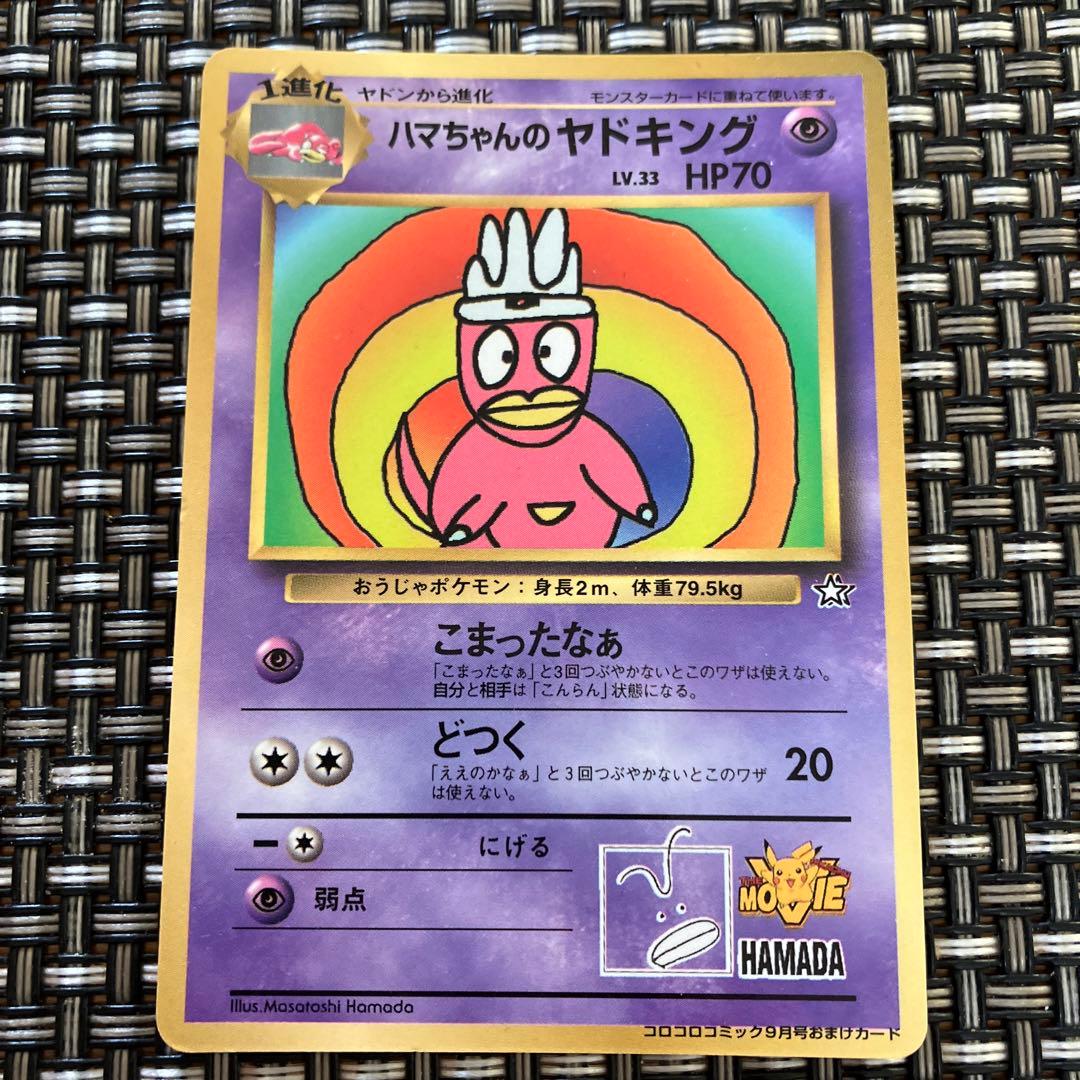 1進化 ヤドンから進化 モンスターカードに重ねて使います。
ハマちゃんのヤドキング
LV.33 HP70
おうじゃポケモン：身長2m、体重79.5kg
こまったなぁ
「こまったなぁ」と3回つぶやかないとこのワザは使えない。
自分と相手は「こんらん」状態になる。
どつく 20
「ええのかなぁ」と3回つぶやかないとこのワザ
は使えない。
にげる
弱点
THE
MOVIE
HAMADA
Illus.Masatoshi Hamada
コロコロコミック9月号おまけカード